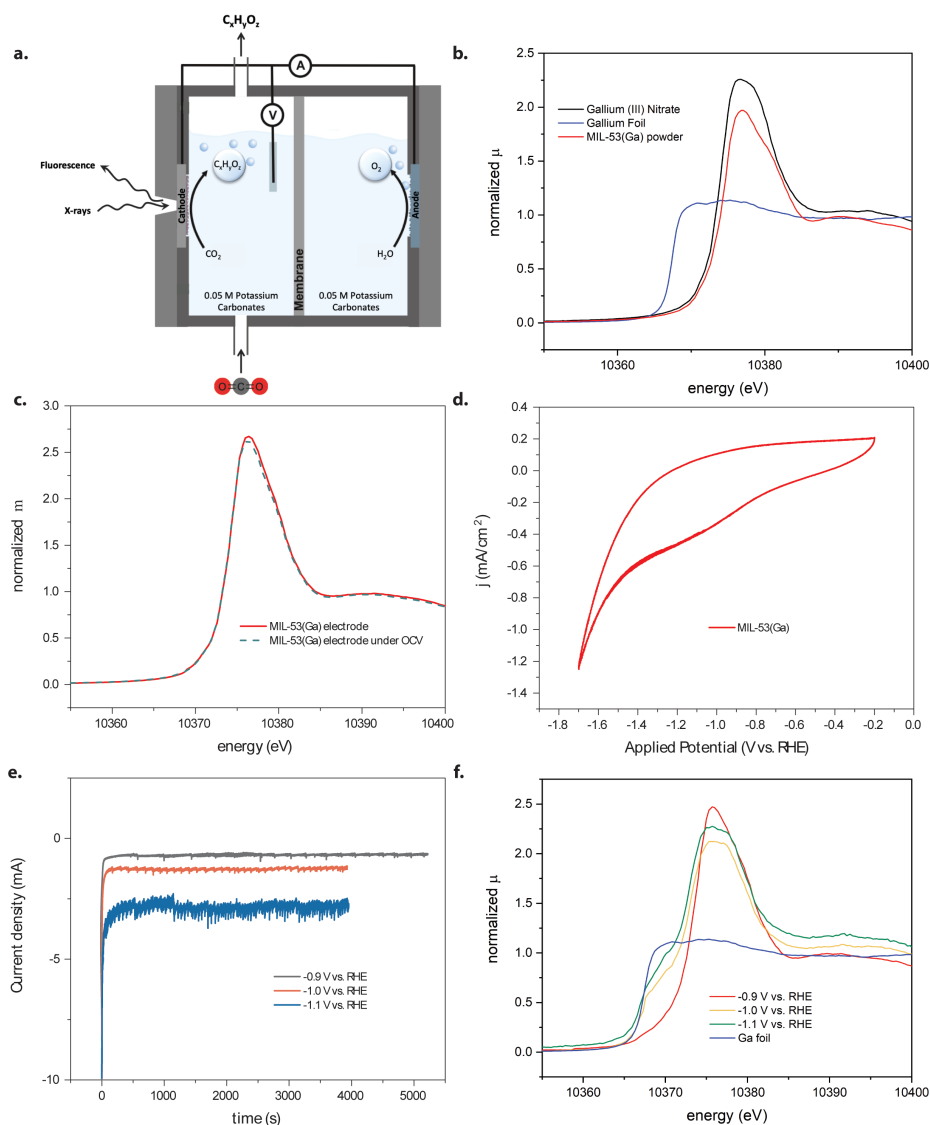 a.
CxHyOz
A
V
Fluorescence
X-rays
Cathode
CxHyOz
CO2
O2
H2O
Anode
Membrane
0.05 M Potassium
Carbonates
0.05 M Potassium
Carbonates
O C O
b.
normalized μ
2.5
2.0
1.5
1.0
0.5
0.0
Gallium (III) Nitrate
Gallium Foil
MIL-53(Ga) powder
10360
10380
10400
energy (eV)
c.
normalized m
3.0
2.5
2.0
1.5
1.0
0.5
0.0
MIL-53(Ga) electrode
MIL-53(Ga) electrode under OCV
10360
10370
10380
10390
10400
energy (eV)
d.
j (mA/cm2)
0.4
0.2
0.0
-0.2
-0.4
-0.6
-0.8
-1.0
-1.2
-1.4
MIL-53(Ga)
-1.8
-1.6
-1.4
-1.2
-1.0
-0.8
-0.6
-0.4
-0.2
0.0
Applied Potential (V vs. RHE)
e.
Current density (mA)
0
-5
-10
-0.9 V vs. RHE
-1.0 V vs. RHE
-1.1 V vs. RHE
0
1000
2000
3000
4000
5000
time (s)
f.
normalized μ
2.5
2.0
1.5
1.0
0.5
0.0
-0.9 V vs. RHE
-1.0 V vs. RHE
-1.1 V vs. RHE
Ga foil
10360
10370
10380
10390
10400
energy (eV)